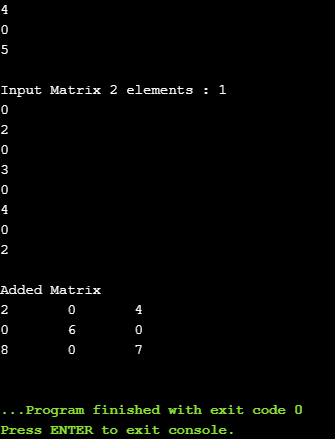 4
0
5
Input Matrix 2 elements : 1
0
2
0
3
0
4
0
2
Added Matrix
2 0 4
0 6 0
8 0 7
...Program finished with exit code 0
Press ENTER to exit console.